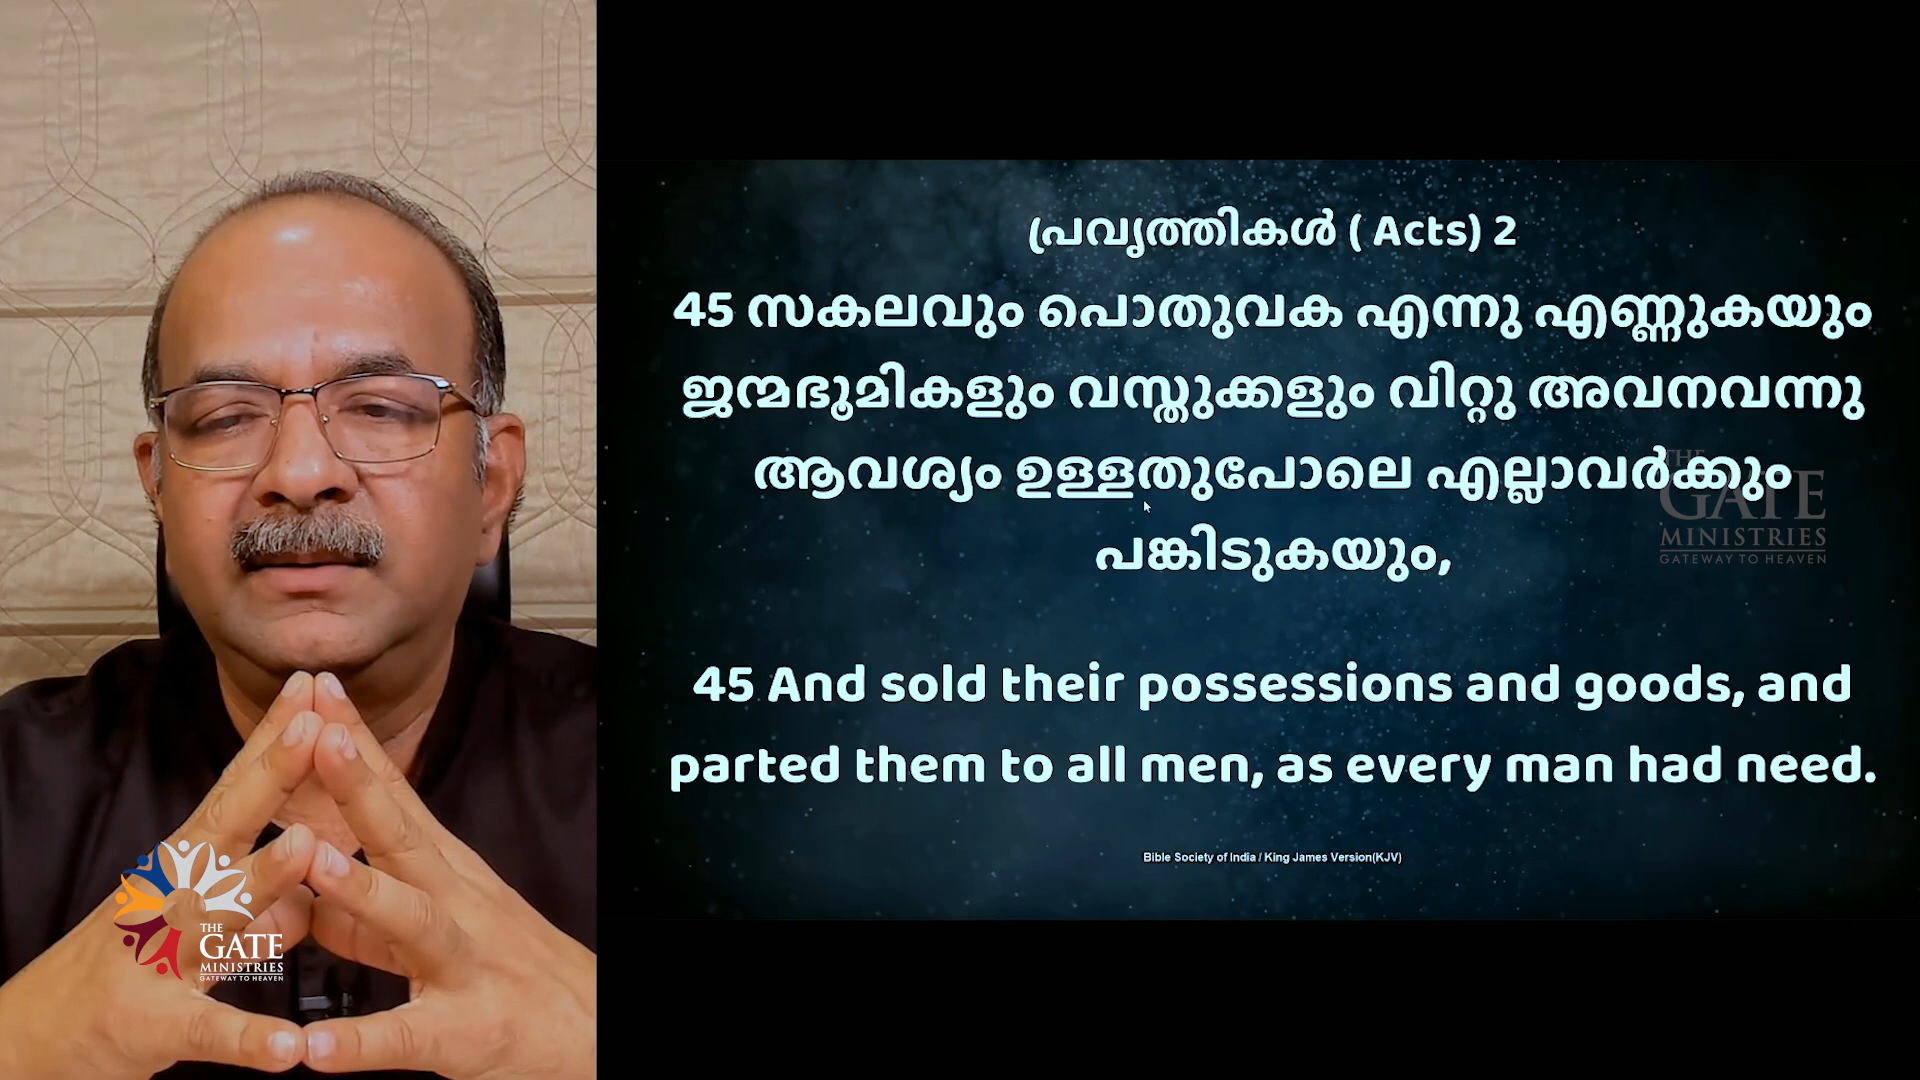 പ്രവൃത്തികൾ ( Acts) 2
45 സകലവും പൊതുവക എന്നു എണ്ണുകയും
ജന്മഭൂമികളും വസ്തുക്കളും വിറ്റു അവനവന്നു
ആവശ്യം ഉള്ളതുപോലെ എല്ലാവർക്കും
പങ്കിടുകയും,
45 And sold their possessions and goods, and
parted them to all men, as every man had need.
Bible Society of India / King James Version(KJV)
THE
GATE
MINISTRIES
GATEWAY TO HEAVEN
THE
GATE
MINISTRIES
GATEWAY TO HEAVEN